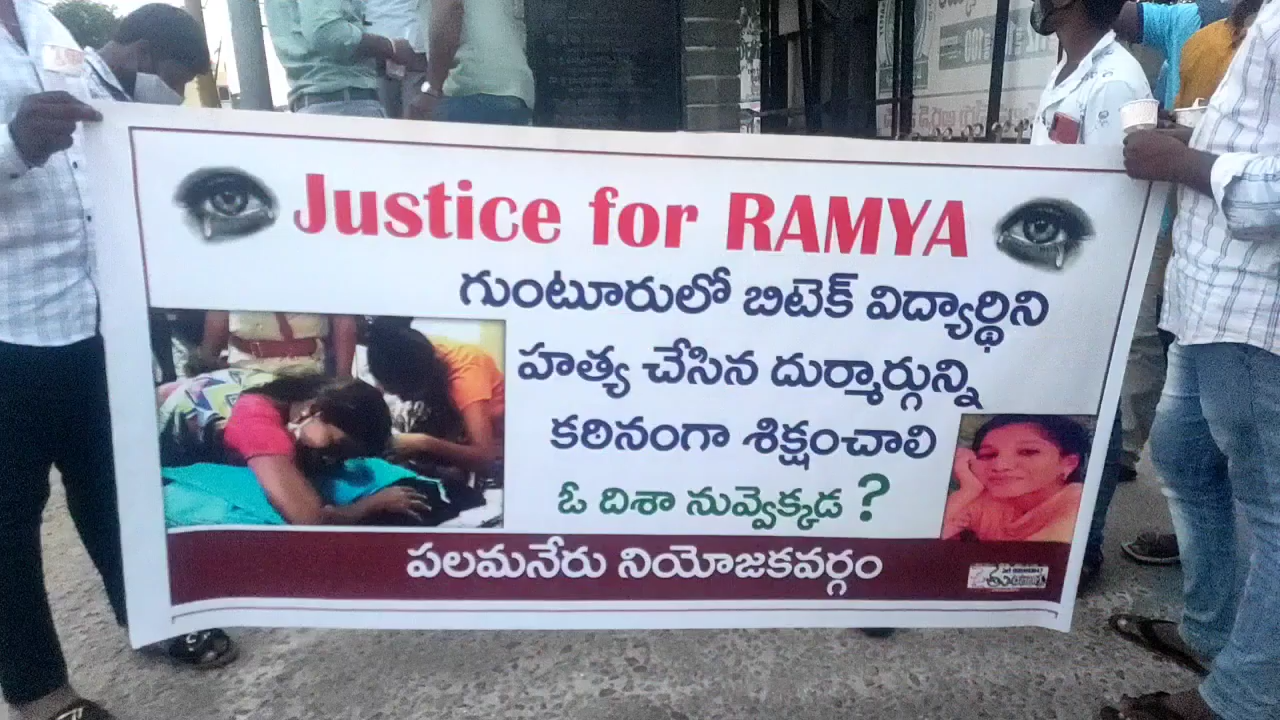 Justice for RAMYA
గుంటూరులో బిటెక్ విద్యార్థిని
హత్య చేసిన దుర్మార్గున్ని
కఠినంగా శిక్షించాలి
ఓ దిశా నువ్వెక్కడ ?
పలమనేరు నియోజకవర్గం